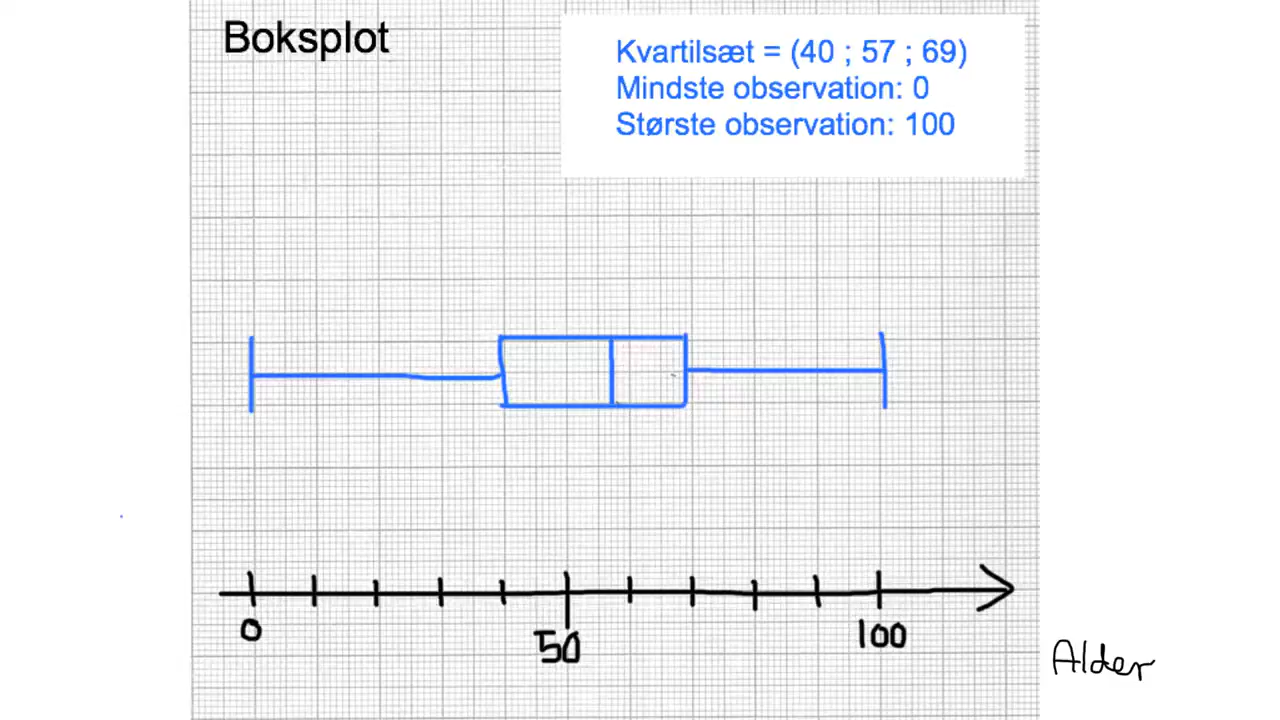 Boksplot
Kvartilsæt = (40 ; 57 ; 69)
Mindste observation: 0
Største observation: 100
0
50
100
Alder